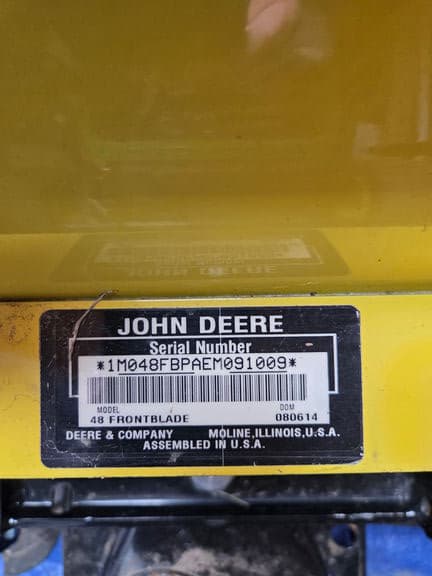 JOHN DEERE
Serial Number
*1M048FBPAEM091009*
MODEL DOM
48 FRONTBLADE 080614
DEERE & COMPANY MOLINE,ILLINOIS,U.S.A.
ASSEMBLED IN U.S.A.